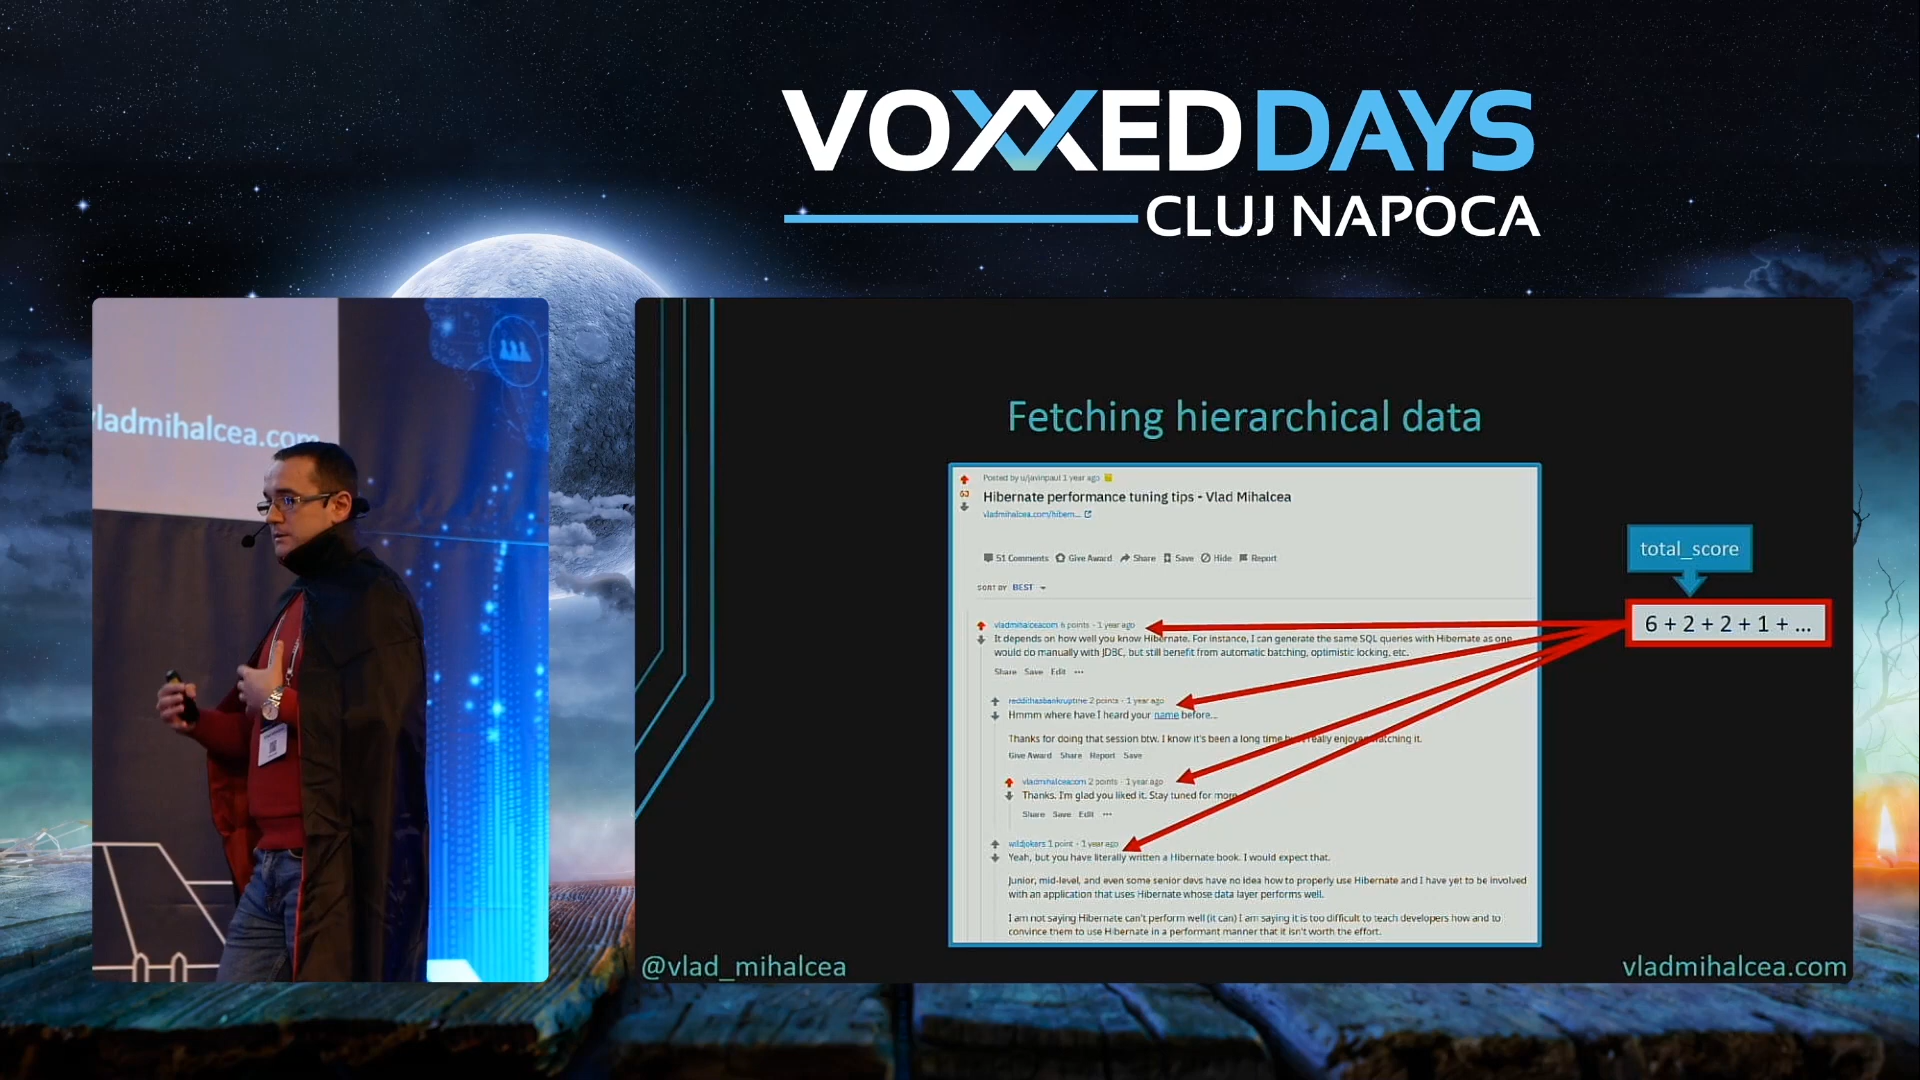 VOXXED DAYS
CLUJ NAPOCA
vladmihalcea.com
Fetching hierarchical data
Posted by u/javinpaul 1 year ago
63
Hibernate performance tuning tips - Vlad Mihalcea
vladmihalcea.com/hibern...
51 Comments Give Award Share Save Hide Report
SORT BY BEST
vladmihalceacom 6 points · 1 year ago
It depends on how well you know Hibernate. For instance, I can generate the same SQL queries with Hibernate as one
would do manually with JDBC, but still benefit from automatic batching, optimistic locking, etc.
Share Save Edit ...
reddithasbankruptme 2 points · 1 year ago
Hmmm where have I heard your name before...
Thanks for doing that session btw. I know it's been a long time but I really enjoyed watching it.
Give Award Share Report Save
vladmihalceacom 2 points · 1 year ago
Thanks. I'm glad you liked it. Stay tuned for more.
Share Save Edit ...
wildjokers 1 point · 1 year ago
Yeah, but you have literally written a Hibernate book. I would expect that.
Junior, mid-level, and even some senior devs have no idea how to properly use Hibernate and I have yet to be involved
with an application that uses Hibernate whose data layer performs well.
I am not saying Hibernate can't perform well (it can) I am saying it is too difficult to teach developers how and to
convince them to use Hibernate in a performant manner that it isn't worth the effort.
total_score
6 + 2 + 2 + 1 + ...
@vlad_mihalcea
vladmihalcea.com